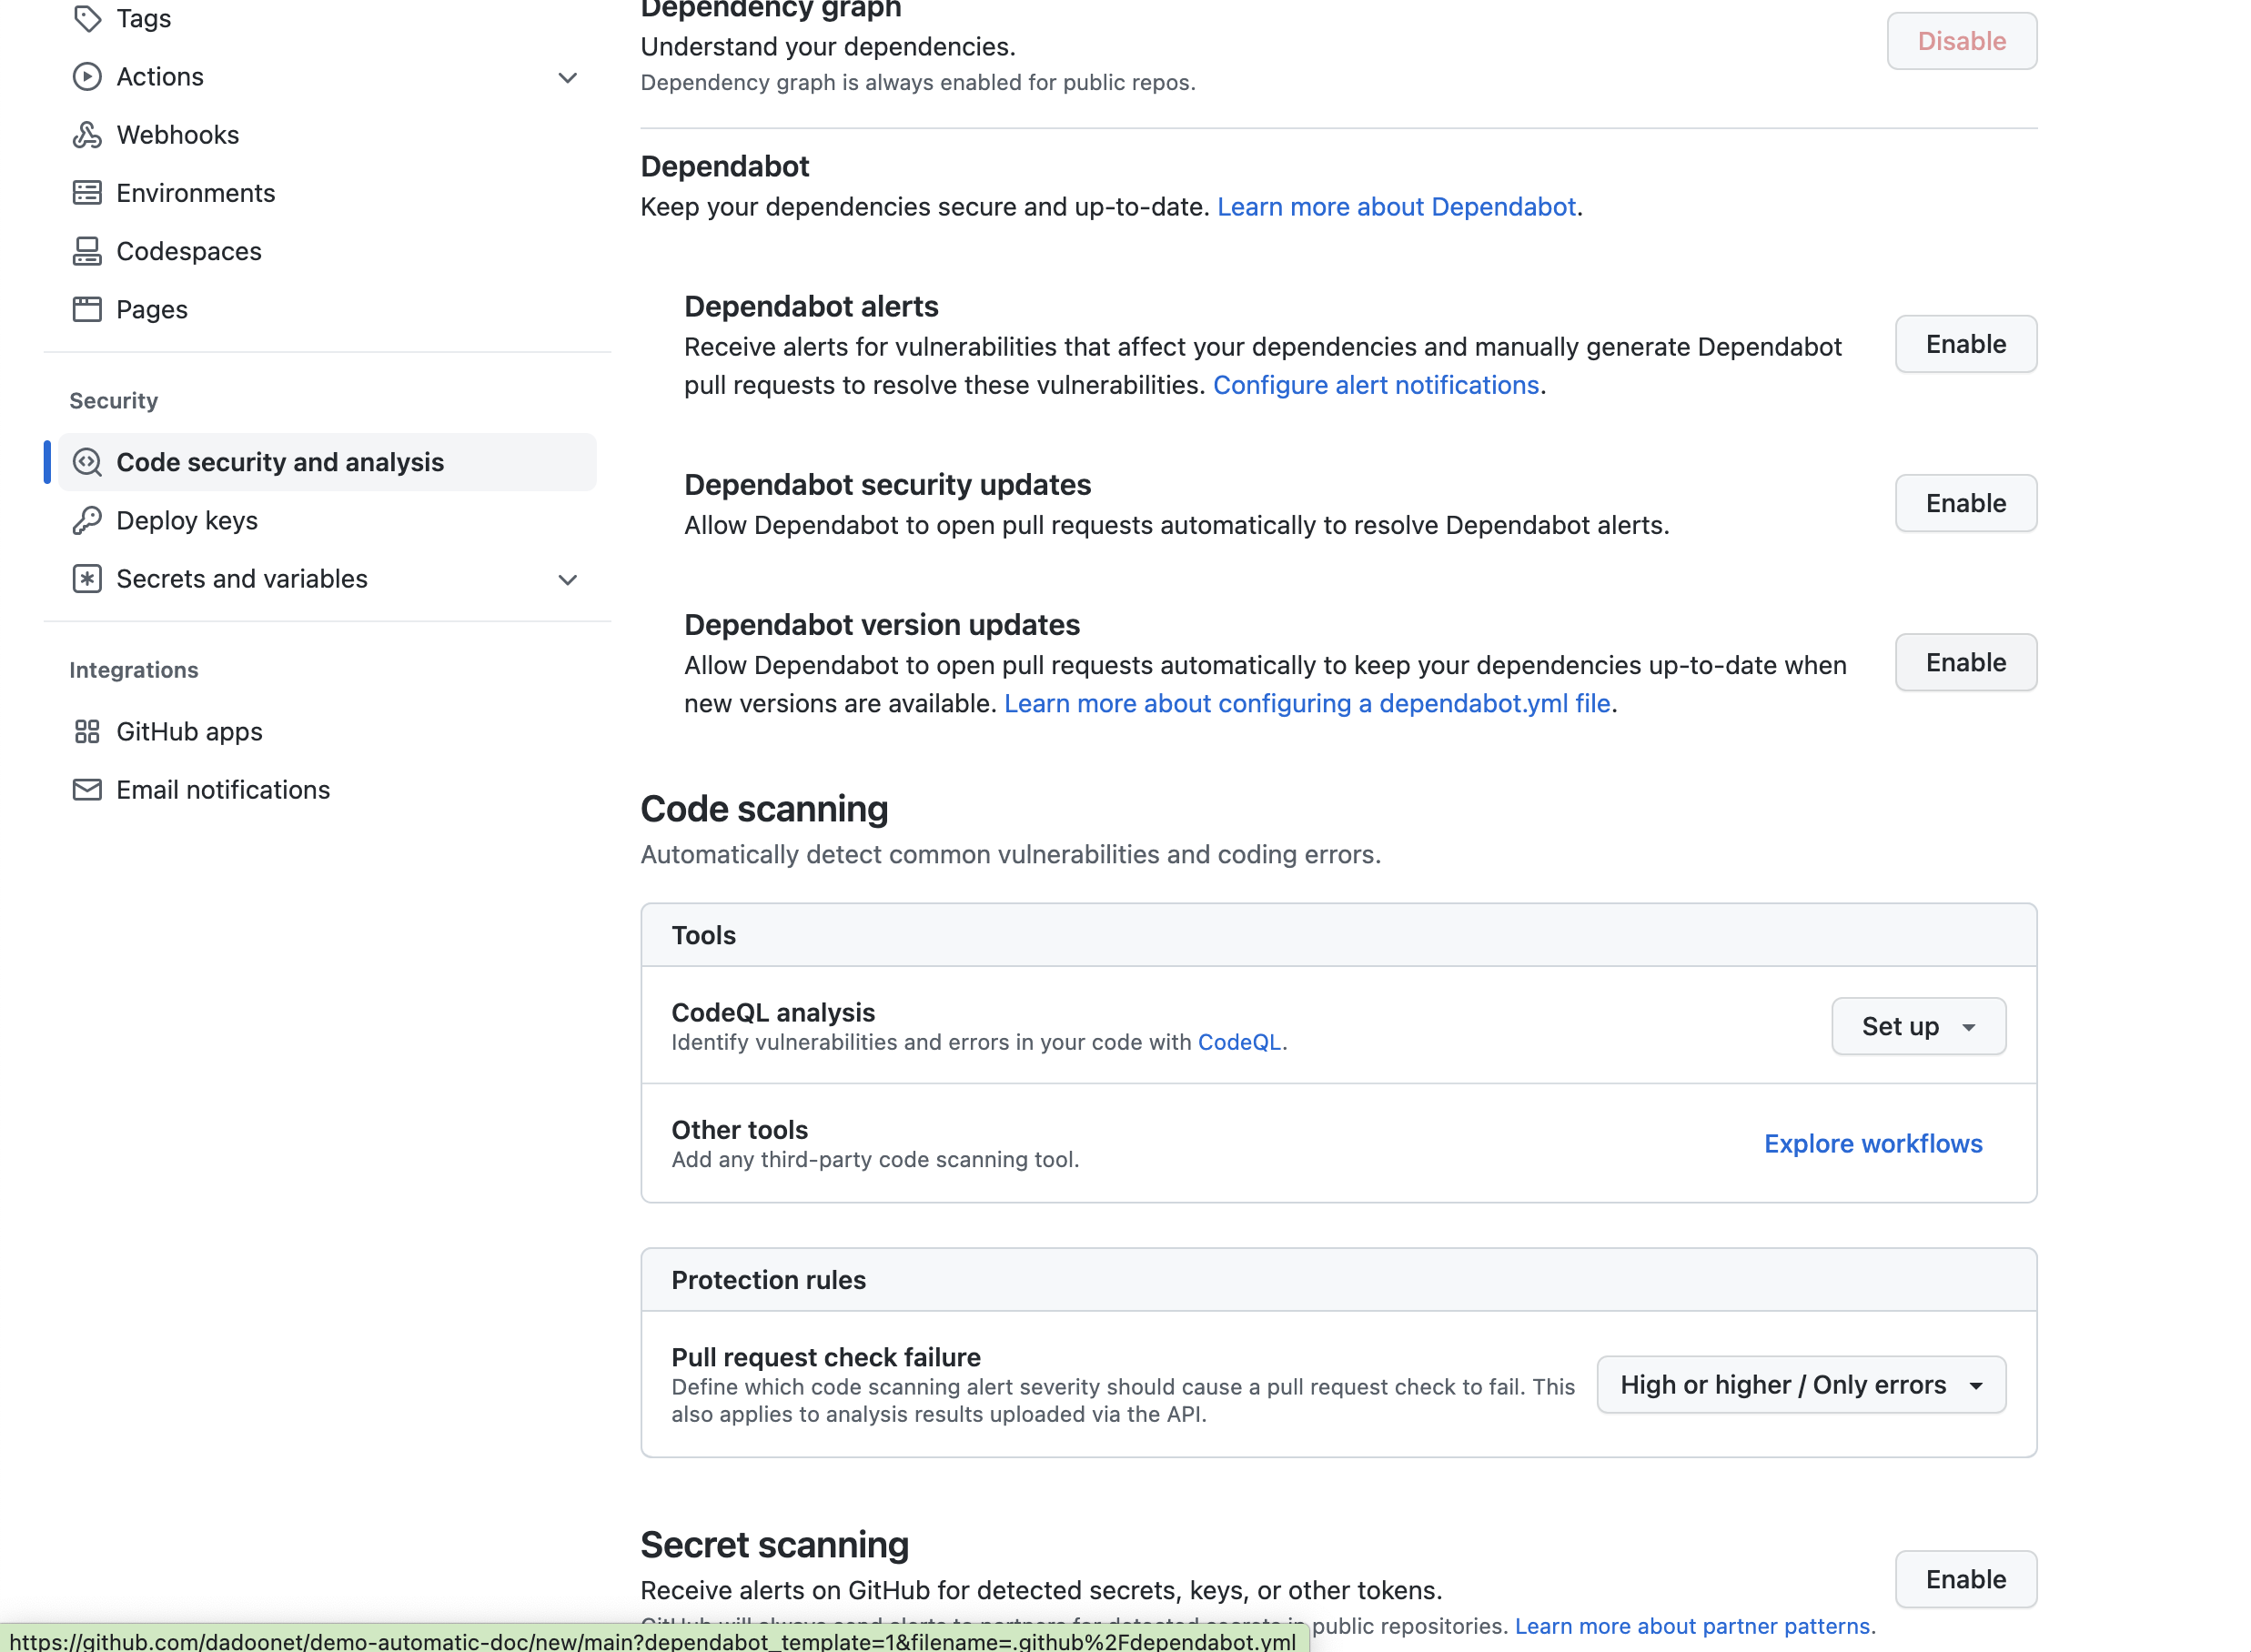 Tags
Actions
Webhooks
Environments
Codespaces
Pages
Security
Code security and analysis
Deploy keys
Secrets and variables
Integrations
GitHub apps
Email notifications
Dependency graph
Understand your dependencies.
Dependency graph is always enabled for public repos.
Disable
Dependabot
Keep your dependencies secure and up-to-date. Learn more about Dependabot.
Dependabot alerts
Receive alerts for vulnerabilities that affect your dependencies and manually generate Dependabot
pull requests to resolve these vulnerabilities. Configure alert notifications.
Enable
Dependabot security updates
Allow Dependabot to open pull requests automatically to resolve Dependabot alerts.
Enable
Dependabot version updates
Allow Dependabot to open pull requests automatically to keep your dependencies up-to-date when
new versions are available. Learn more about configuring a dependabot.yml file.
Enable
Code scanning
Automatically detect common vulnerabilities and coding errors.
Tools
CodeQL analysis
Identify vulnerabilities and errors in your code with CodeQL.
Set up
Other tools
Add any third-party code scanning tool.
Explore workflows
Protection rules
Pull request check failure
Define which code scanning alert severity should cause a pull request check to fail. This
also applies to analysis results uploaded via the API.
High or higher / Only errors
Secret scanning
Receive alerts on GitHub for detected secrets, keys, or other tokens.
GitHub will always send alerts to partners for detected secrets in public repositories. Learn more about partner patterns.
Enable
https://github.com/dadoonet/demo-automatic-doc/new/main?dependabot_template=1&filename=.github%2Fdependabot.yml